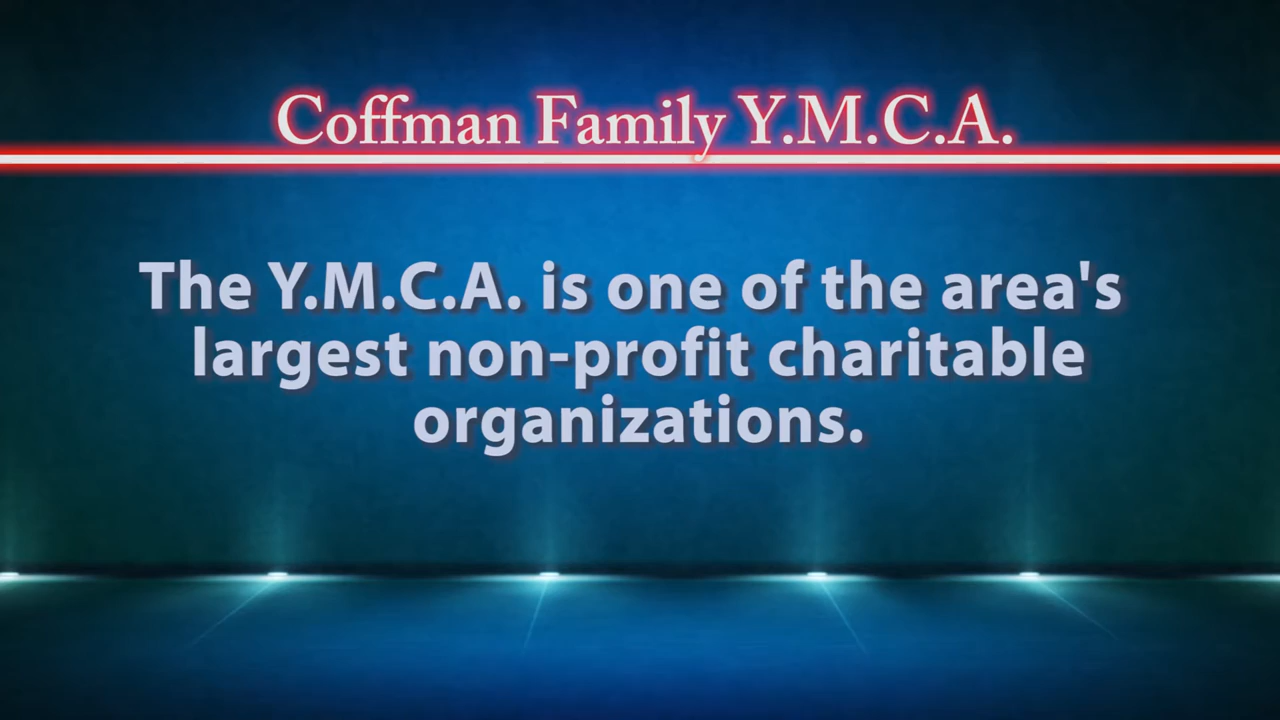 Coffman Family Y.M.C.A.
The Y.M.C.A. is one of the area's
largest non-profit charitable
organizations.